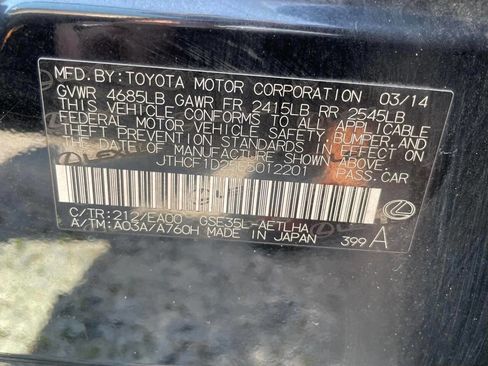 MFD. BY: TOYOTA MOTOR CORPORATION 03/14
GVWR 4685LB GAWR FR 2415LB RR 2545LB
THIS VEHICLE CONFORMS TO ALL APPLICABLE
FEDERAL MOTOR VEHICLE SAFETY, BUMPER, AND
THEFT PREVENTION STANDARDS IN EFFECT ON
THE DATE OF MANUFACTURE SHOWN ABOVE.
PASS. CAR
C/TR: 212/EA00 GSE35L-AETLHA
A/TM: A03A/A760H MADE IN JAPAN 399 A